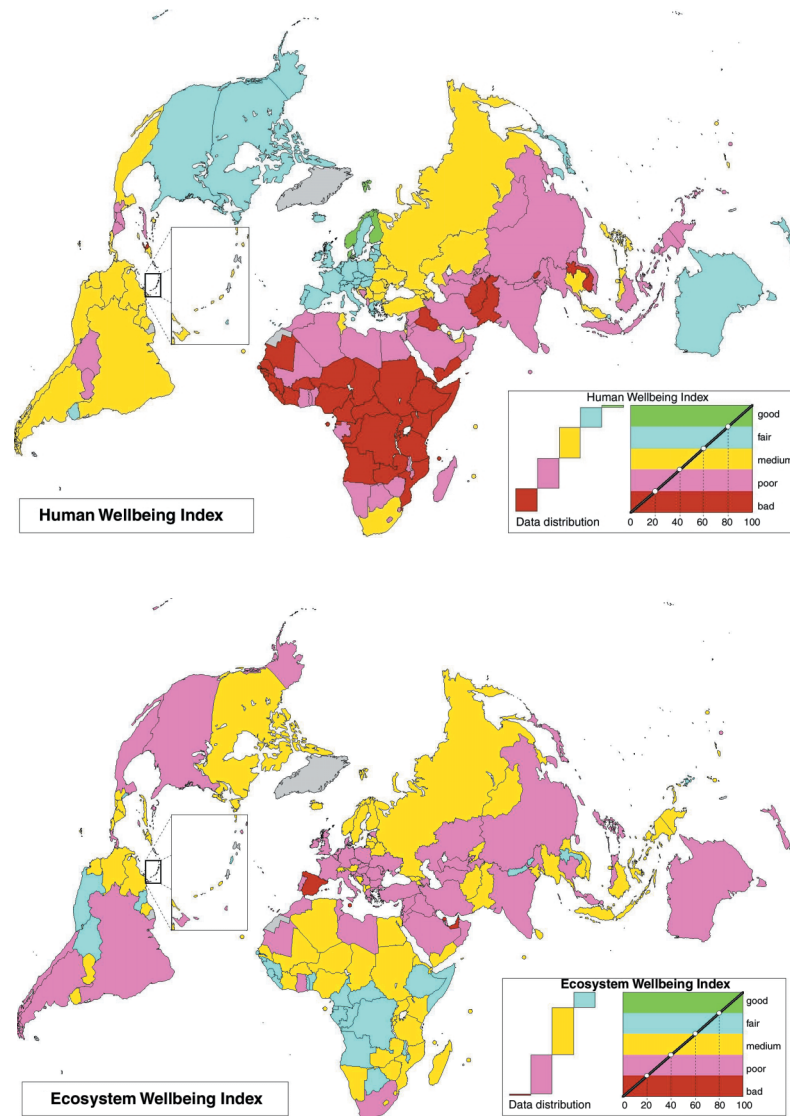 Human Wellbeing Index
good
fair
medium
poor
bad
0 20 40 60 80 100
Data distribution
Human Wellbeing Index
Ecosystem Wellbeing Index
good
fair
medium
poor
bad
0 20 40 60 80 100
Data distribution
Ecosystem Wellbeing Index